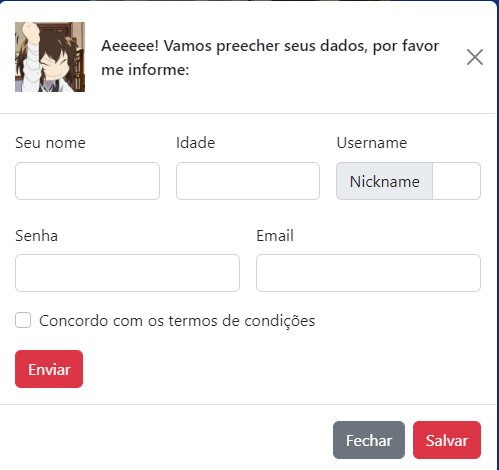 Aeeeee! Vamos preecher seus dados, por favor
me informe:
Seu nome Idade Username
Nickname
Senha Email
Concordo com os termos de condições
Enviar
Fechar Salvar